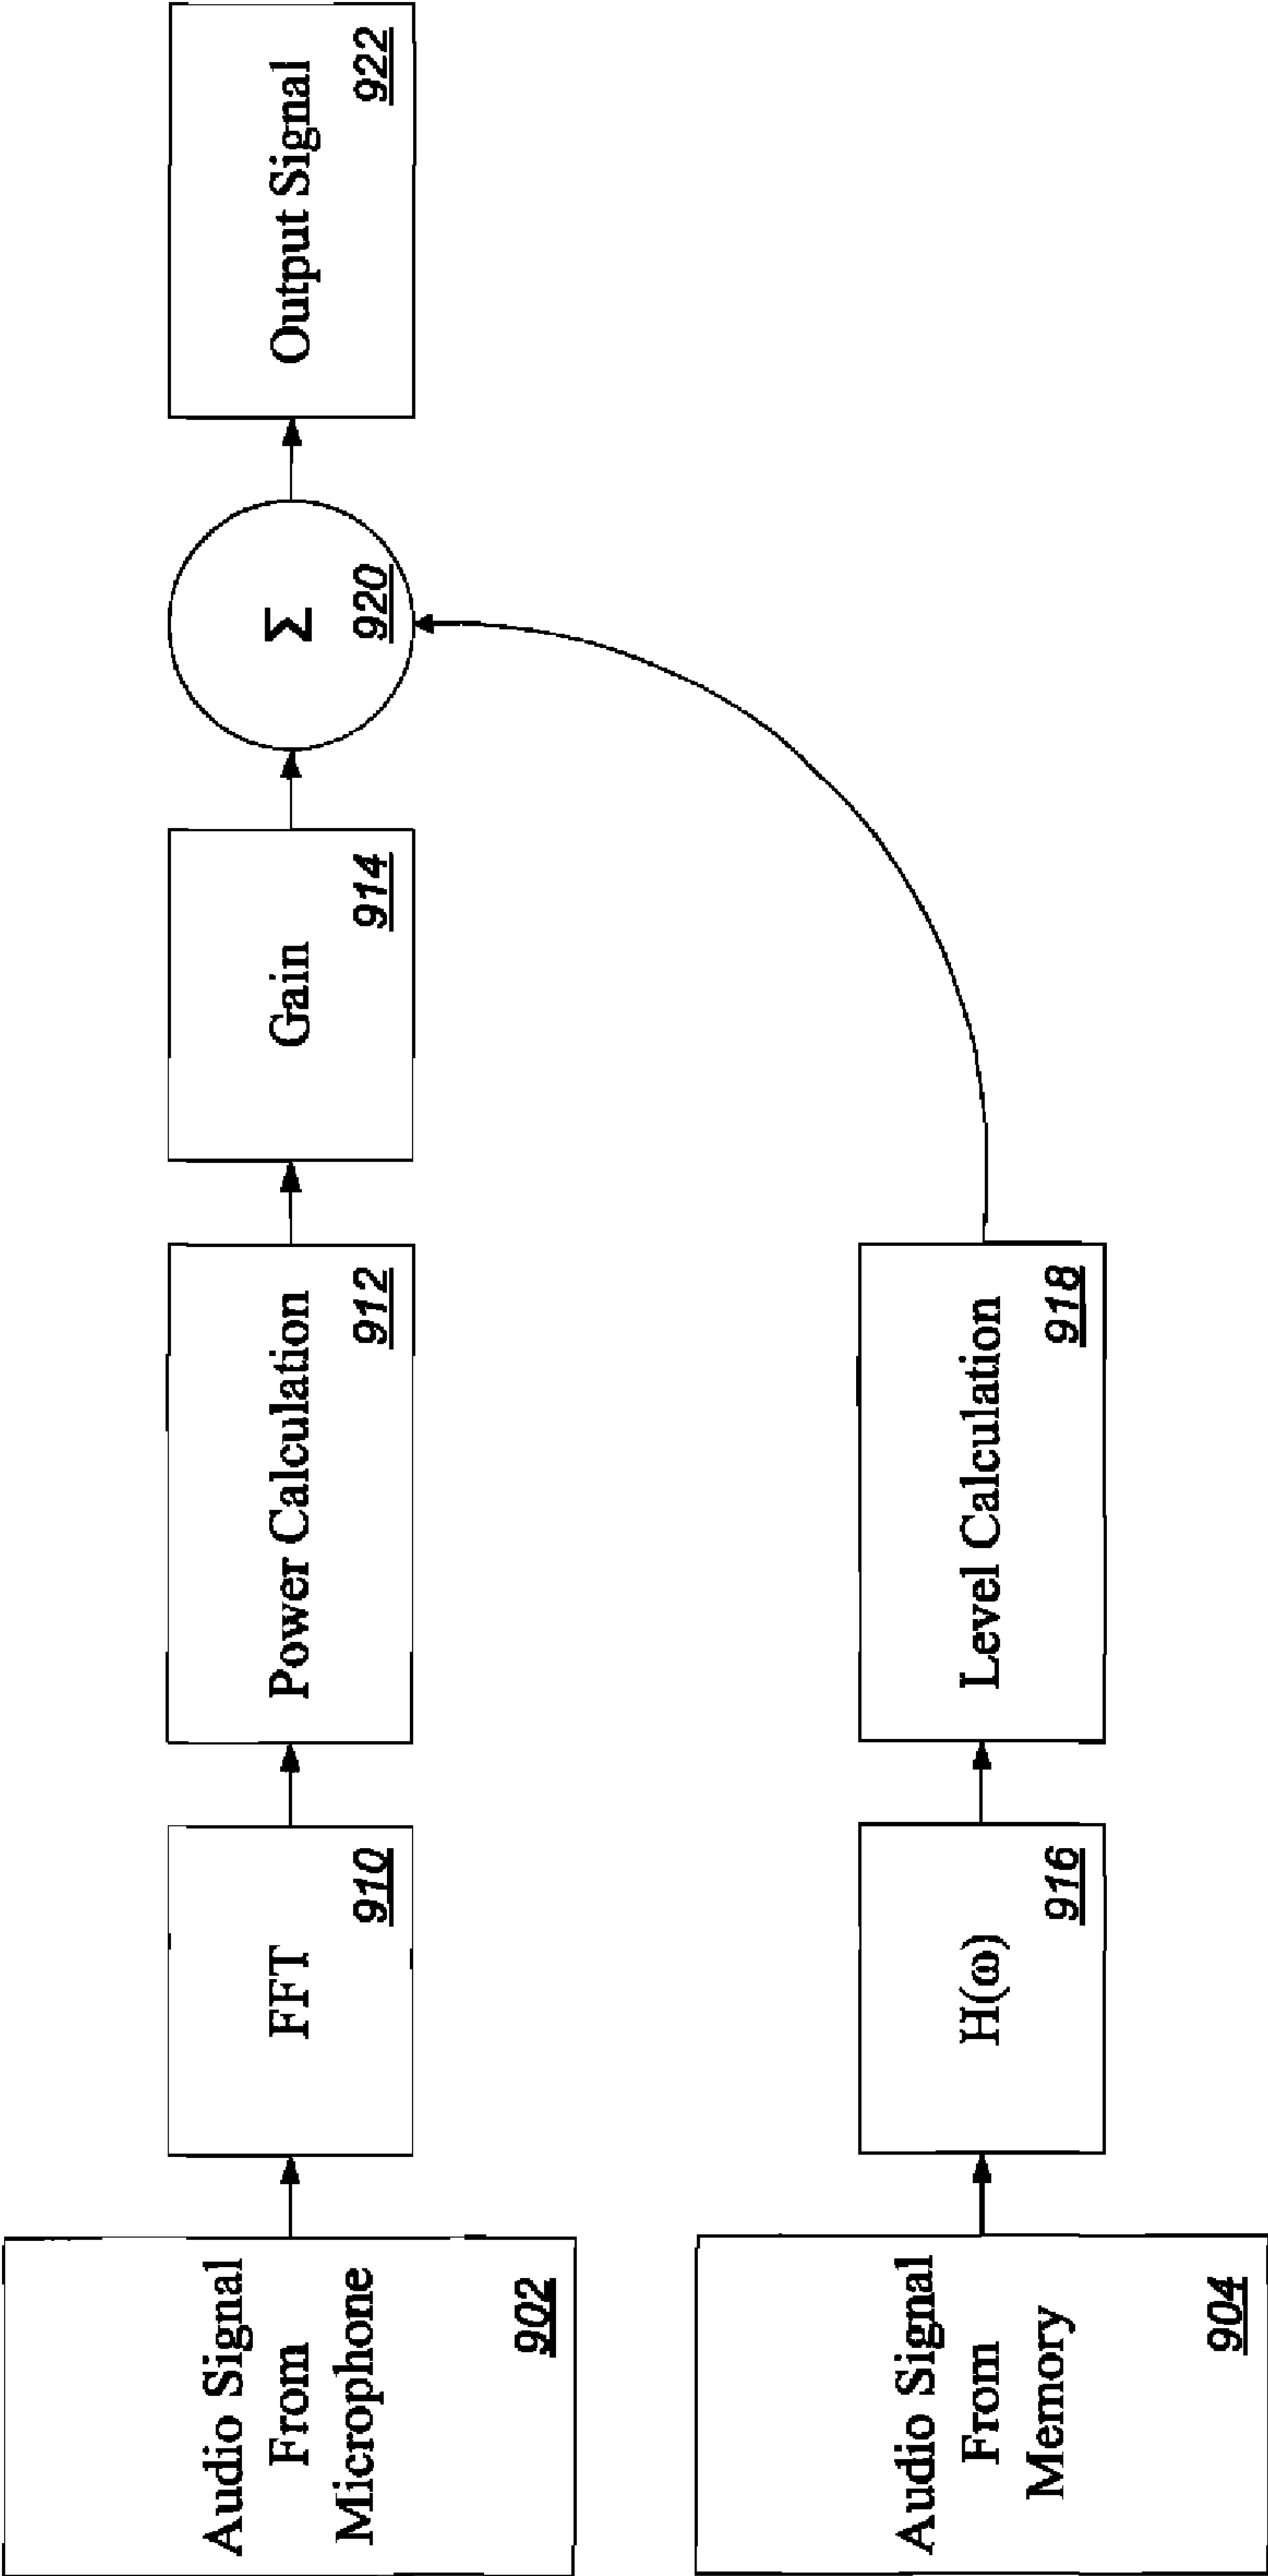 Audio Signal
From
Microphone
902
FFT
910
Power Calculation
912
Gain
914
Σ
920
Output Signal
922
Audio Signal
From
Memory
904
H(ω)
916
Level Calculation
918